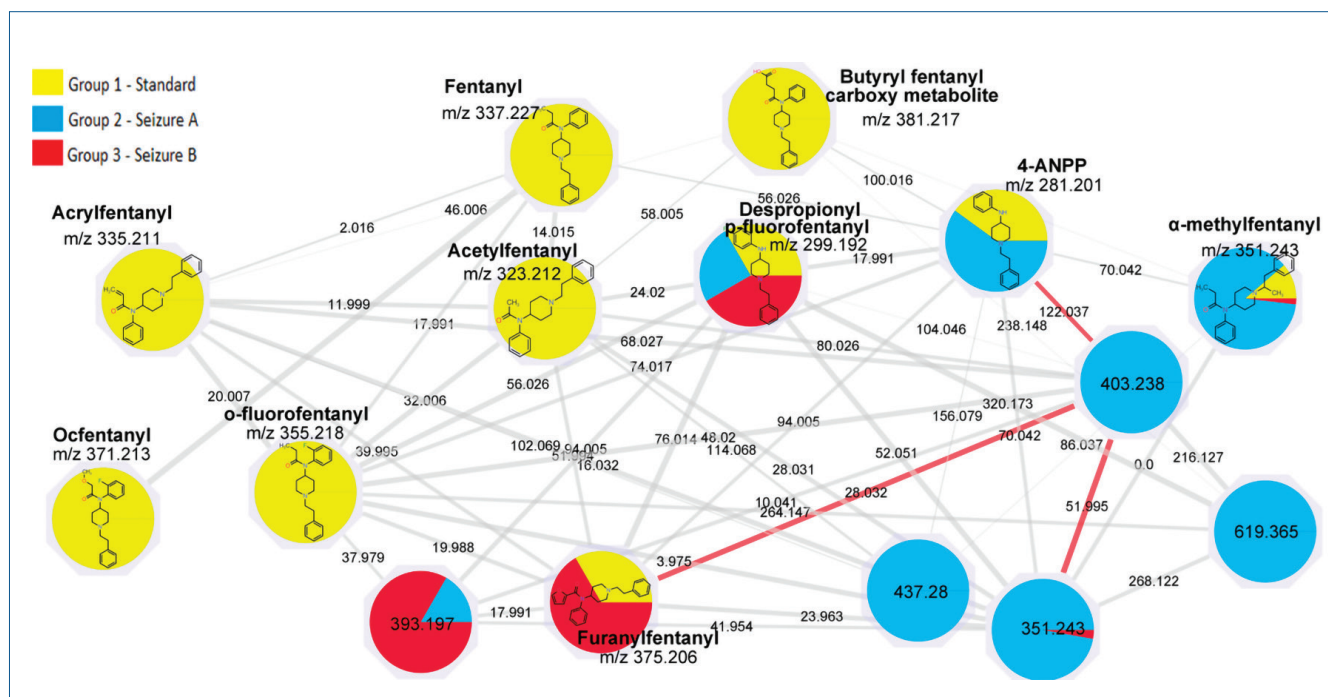 Group 1 - Standard
Group 2 - Seizure A
Group 3 - Seizure B
Fentanyl
m/z 337.227
Butyryl fentanyl
carboxy metabolite
m/z 381.217
4-ANPP
m/z 281.201
Acrylfentanyl
m/z 335.211
Acetylfentanyl
m/z 323.212
Despropionyl
p-fluorofentanyl
m/z 299.192
α-methylfentanyl
m/z 351.243
Ocfentanyl
m/z 371.213
o-fluorofentanyl
m/z 355.218
Furanylfentanyl
m/z 375.206
403.238
619.365
437.28
351.243
393.197
2.016
46.006
14.015
58.005
56.026
100.016
17.991
70.042
11.999
17.991
24.02
68.027
74.017
104.046
238.148
122.037
80.026
20.007
32.006
56.026
39.995
102.069
94.005
16.032
76.014
48.02
114.068
94.005
156.079
320.173
70.042
52.051
28.031
10.041
264.147
28.032
86.037
0.0
216.127
51.995
37.979
19.988
3.975
17.991
23.963
41.954
268.122